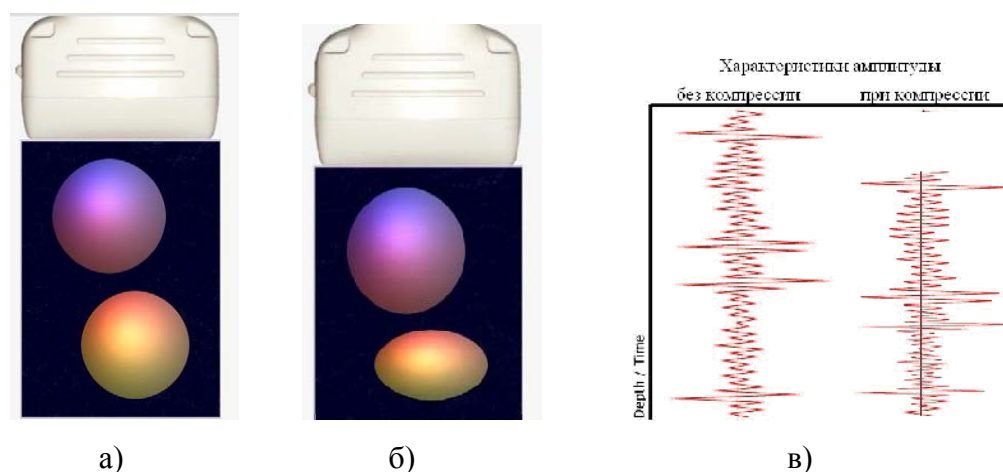 Характеристики амплитуды
без компрессии при компрессии
Depth / Time
а) б) в)